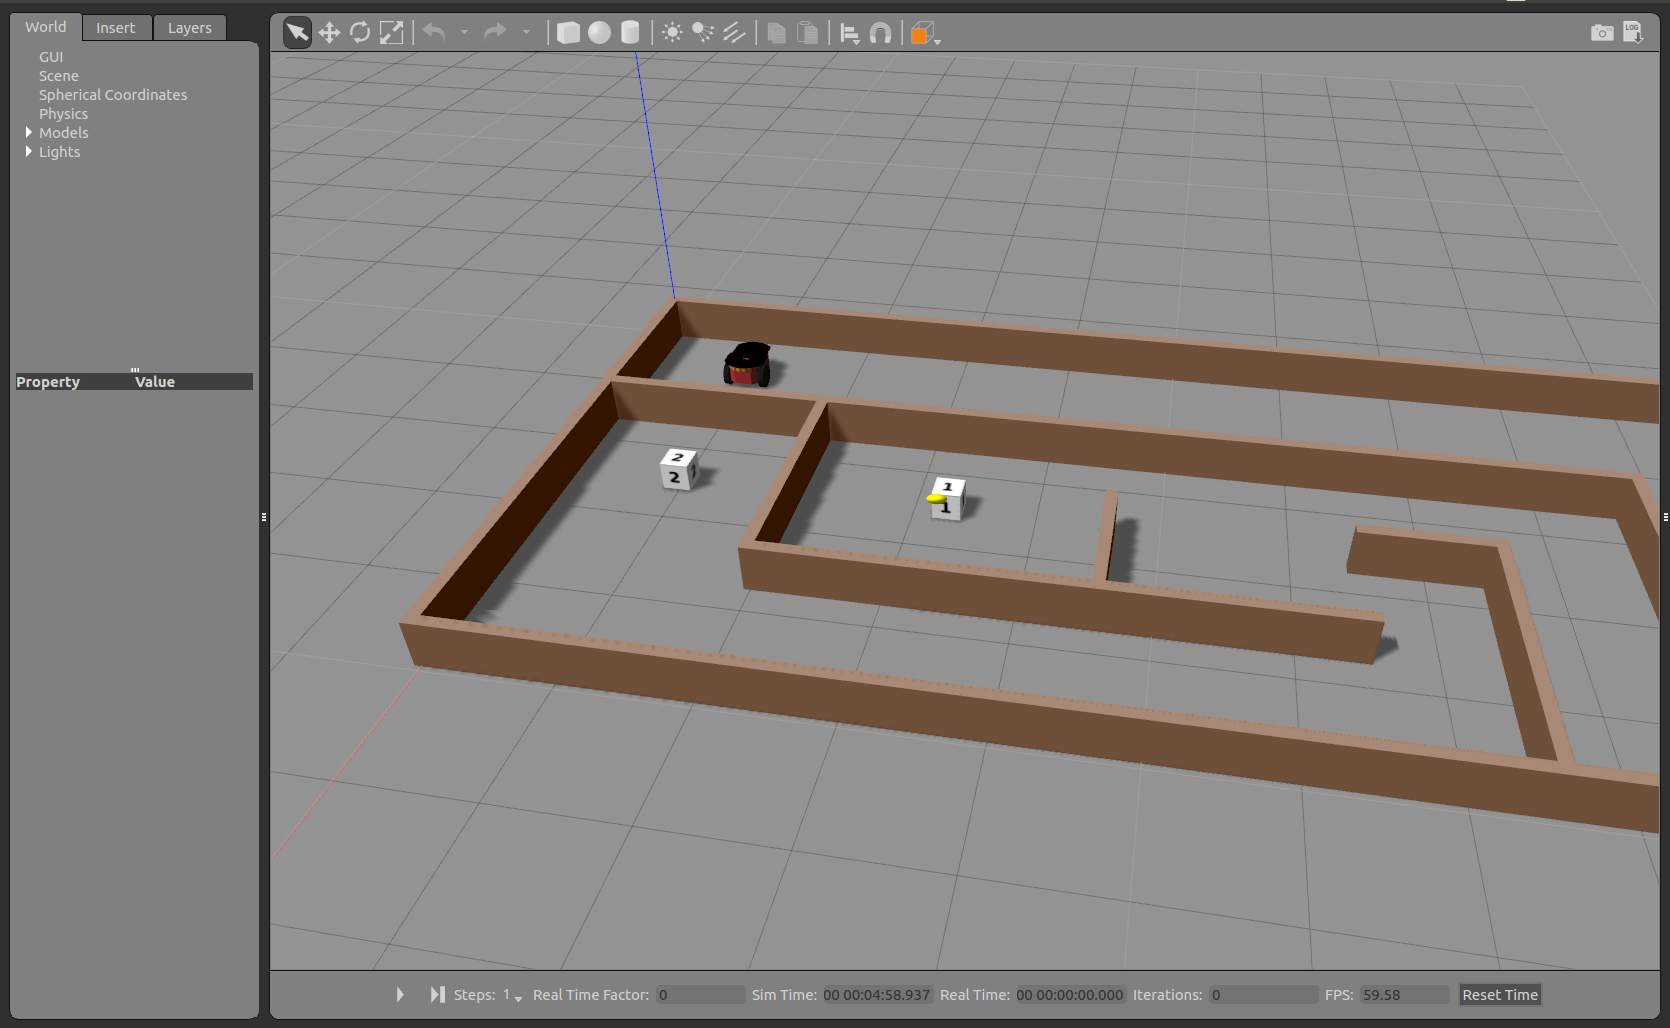 World Insert Layers
GUI
Scene
Spherical Coordinates
Physics
Models
Lights
Property Value
LOG
2
2
1
1
Steps: 1 Real Time Factor: 0 Sim Time: 00 00:04:58.937 Real Time: 00 00:00:00.000 Iterations: 0 FPS: 59.58 Reset Time